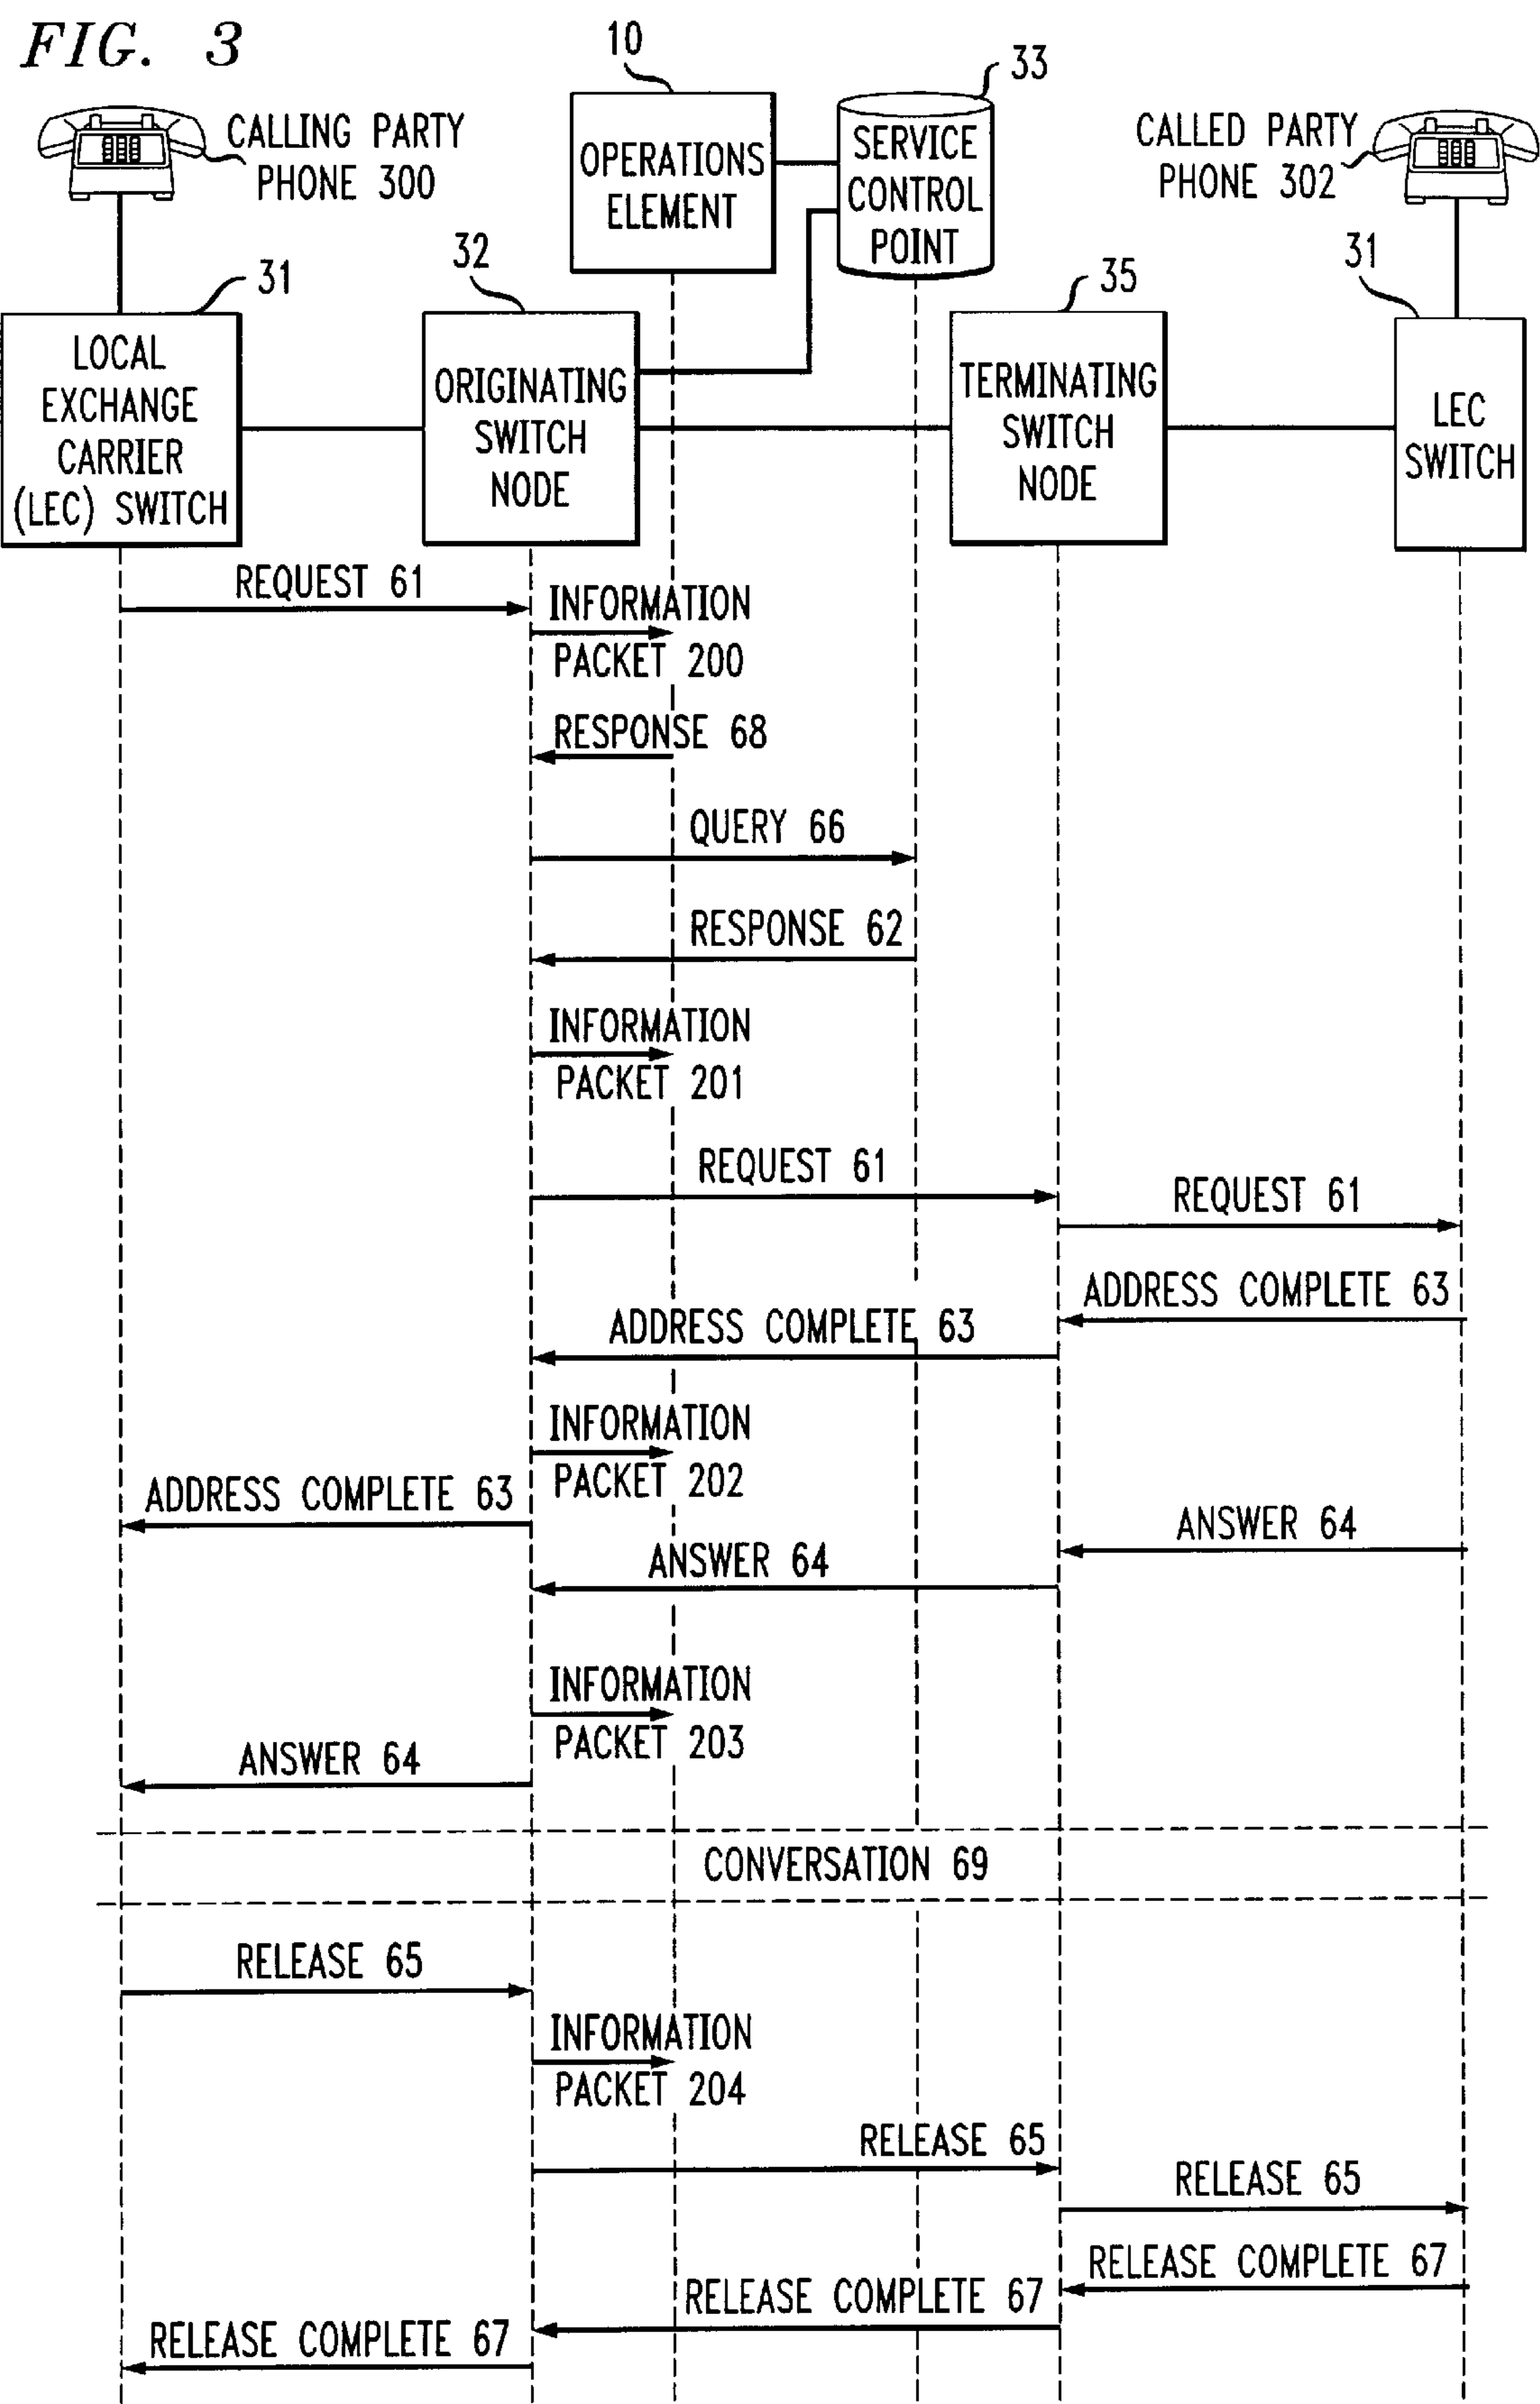 FIG. 3
10
33
CALLING PARTY
PHONE 300
OPERATIONS
ELEMENT
SERVICE
CONTROL
POINT
CALLED PARTY
PHONE 302
31
32
35
31
LOCAL
EXCHANGE
CARRIER
(LEC) SWITCH
ORIGINATING
SWITCH
NODE
TERMINATING
SWITCH
NODE
LEC
SWITCH
REQUEST 61
INFORMATION
PACKET 200
RESPONSE 68
QUERY 66
RESPONSE 62
INFORMATION
PACKET 201
REQUEST 61
REQUEST 61
ADDRESS COMPLETE 63
ADDRESS COMPLETE 63
INFORMATION
PACKET 202
ADDRESS COMPLETE 63
ANSWER 64
ANSWER 64
INFORMATION
PACKET 203
ANSWER 64
CONVERSATION 69
RELEASE 65
INFORMATION
PACKET 204
RELEASE 65
RELEASE 65
RELEASE COMPLETE 67
RELEASE COMPLETE 67
RELEASE COMPLETE 67